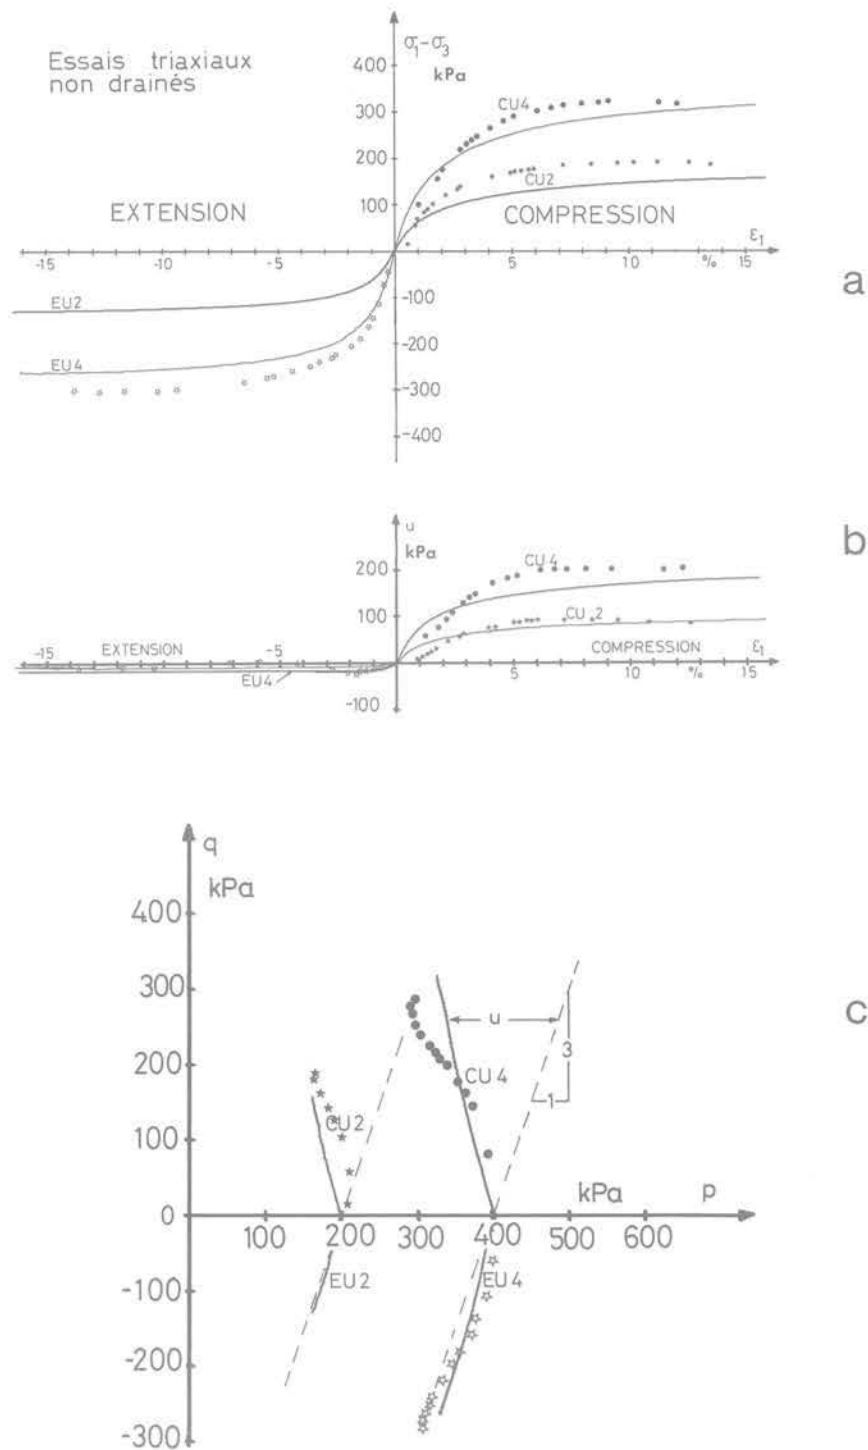 Essais triaxiaux
non drainés
σ₁-σ₃
kPa
400
300
200
100
CU4
CU2
EXTENSION
COMPRESSION
ε₁
-15
-10
-5
5
10
%
15
-100
-200
-300
-400
EU2
EU4
a
u
kPa
200
100
CU4
CU2
EXTENSION
COMPRESSION
ε₁
-15
-5
5
10
%
15
EU4
-100
b
q
kPa
400
300
200
100
0
-100
-200
-300
u
3
1
CU4
CU2
kPa
p
100
200
300
400
500
600
EU2
EU4
c